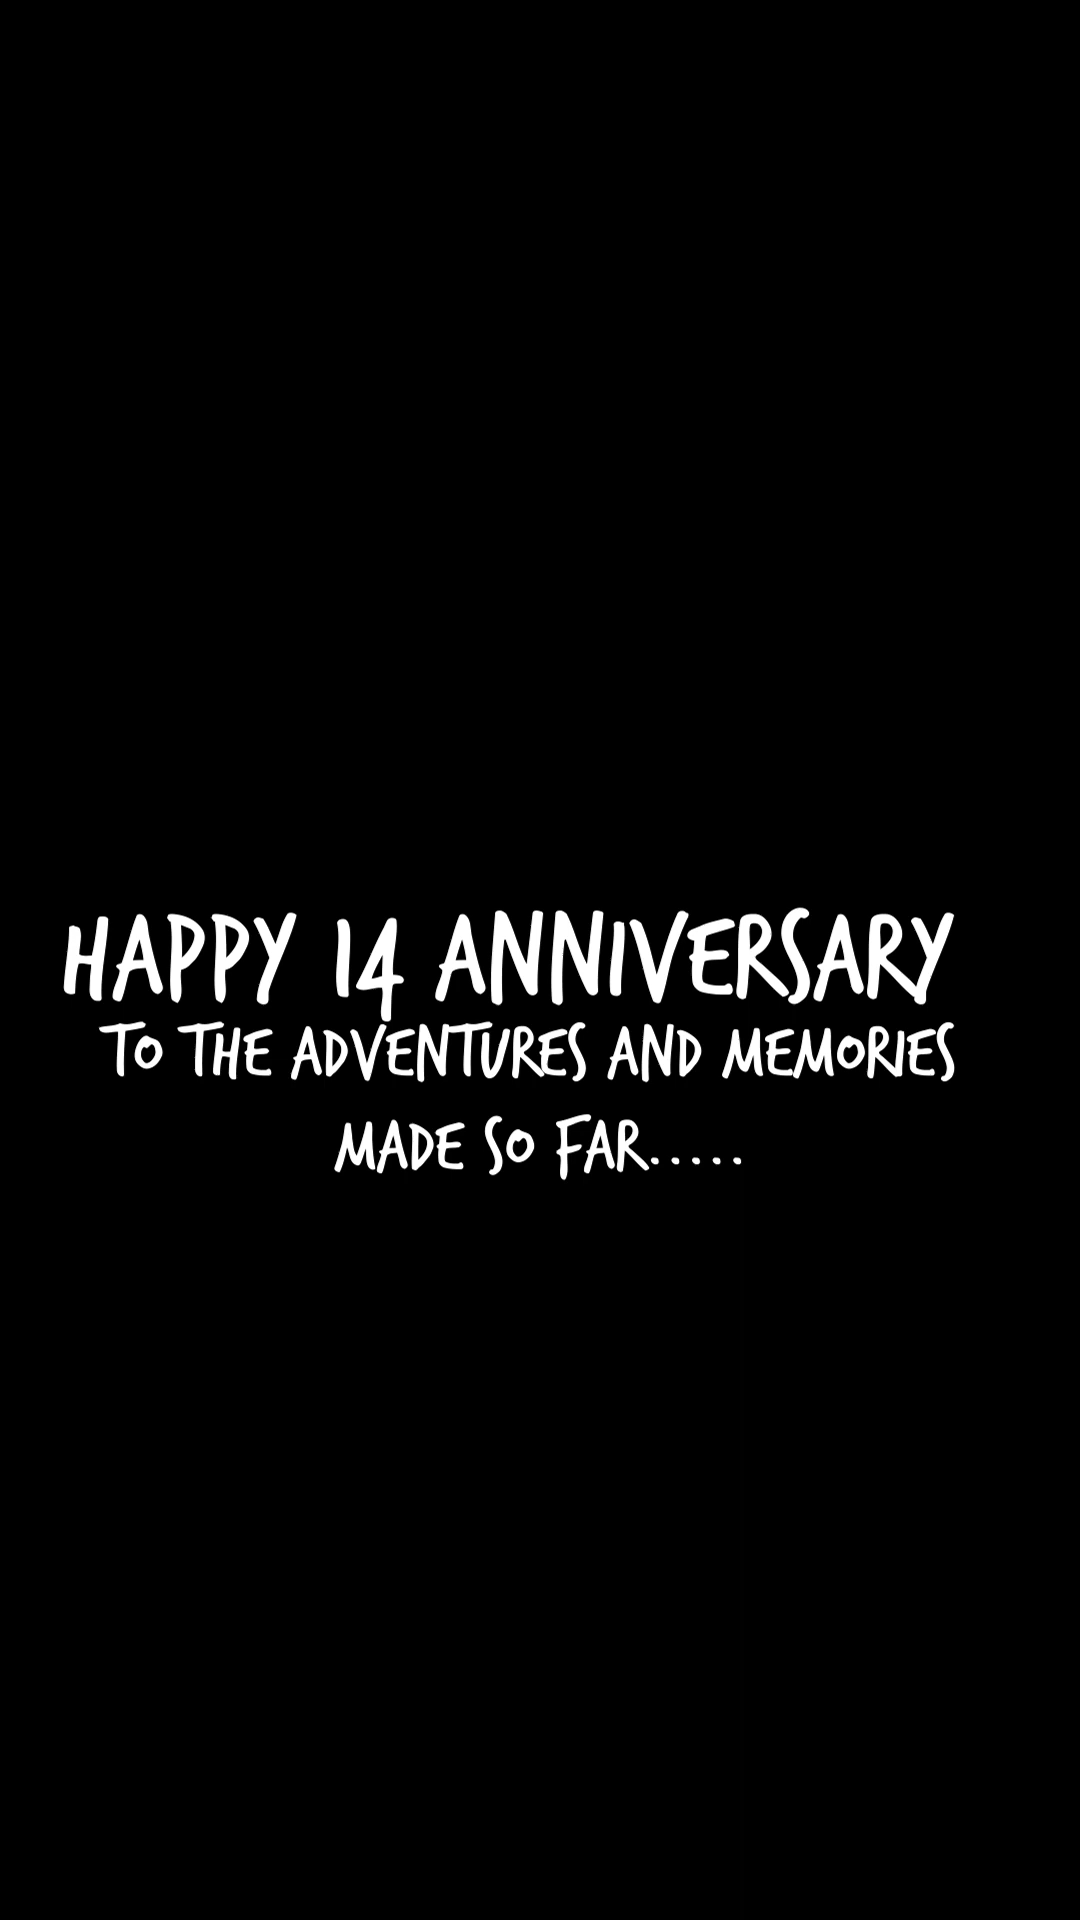 HAPPY 14 ANNIVERSARY
TO THE ADVENTURES AND MEMORIES
MADE SO FAR.....